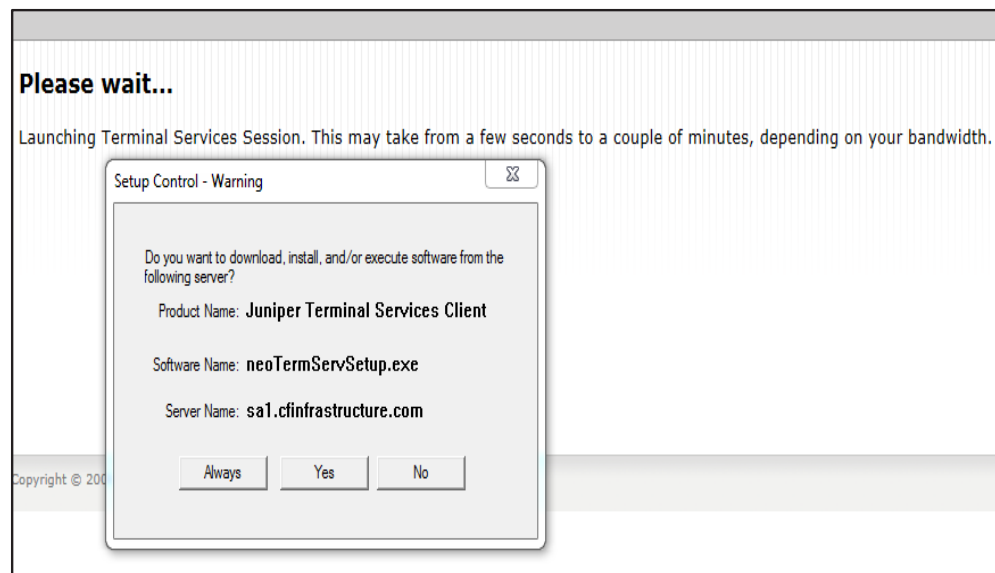 Please wait...
Launching Terminal Services Session. This may take from a few seconds to a couple of minutes, depending on your bandwidth.
Setup Control - Warning
Do you want to download, install, and/or execute software from the
following server?
Product Name: Juniper Terminal Services Client
Software Name: neoTermServSetup.exe
Server Name: sa1.cfinfrastructure.com
Always Yes No
Copyright © 200